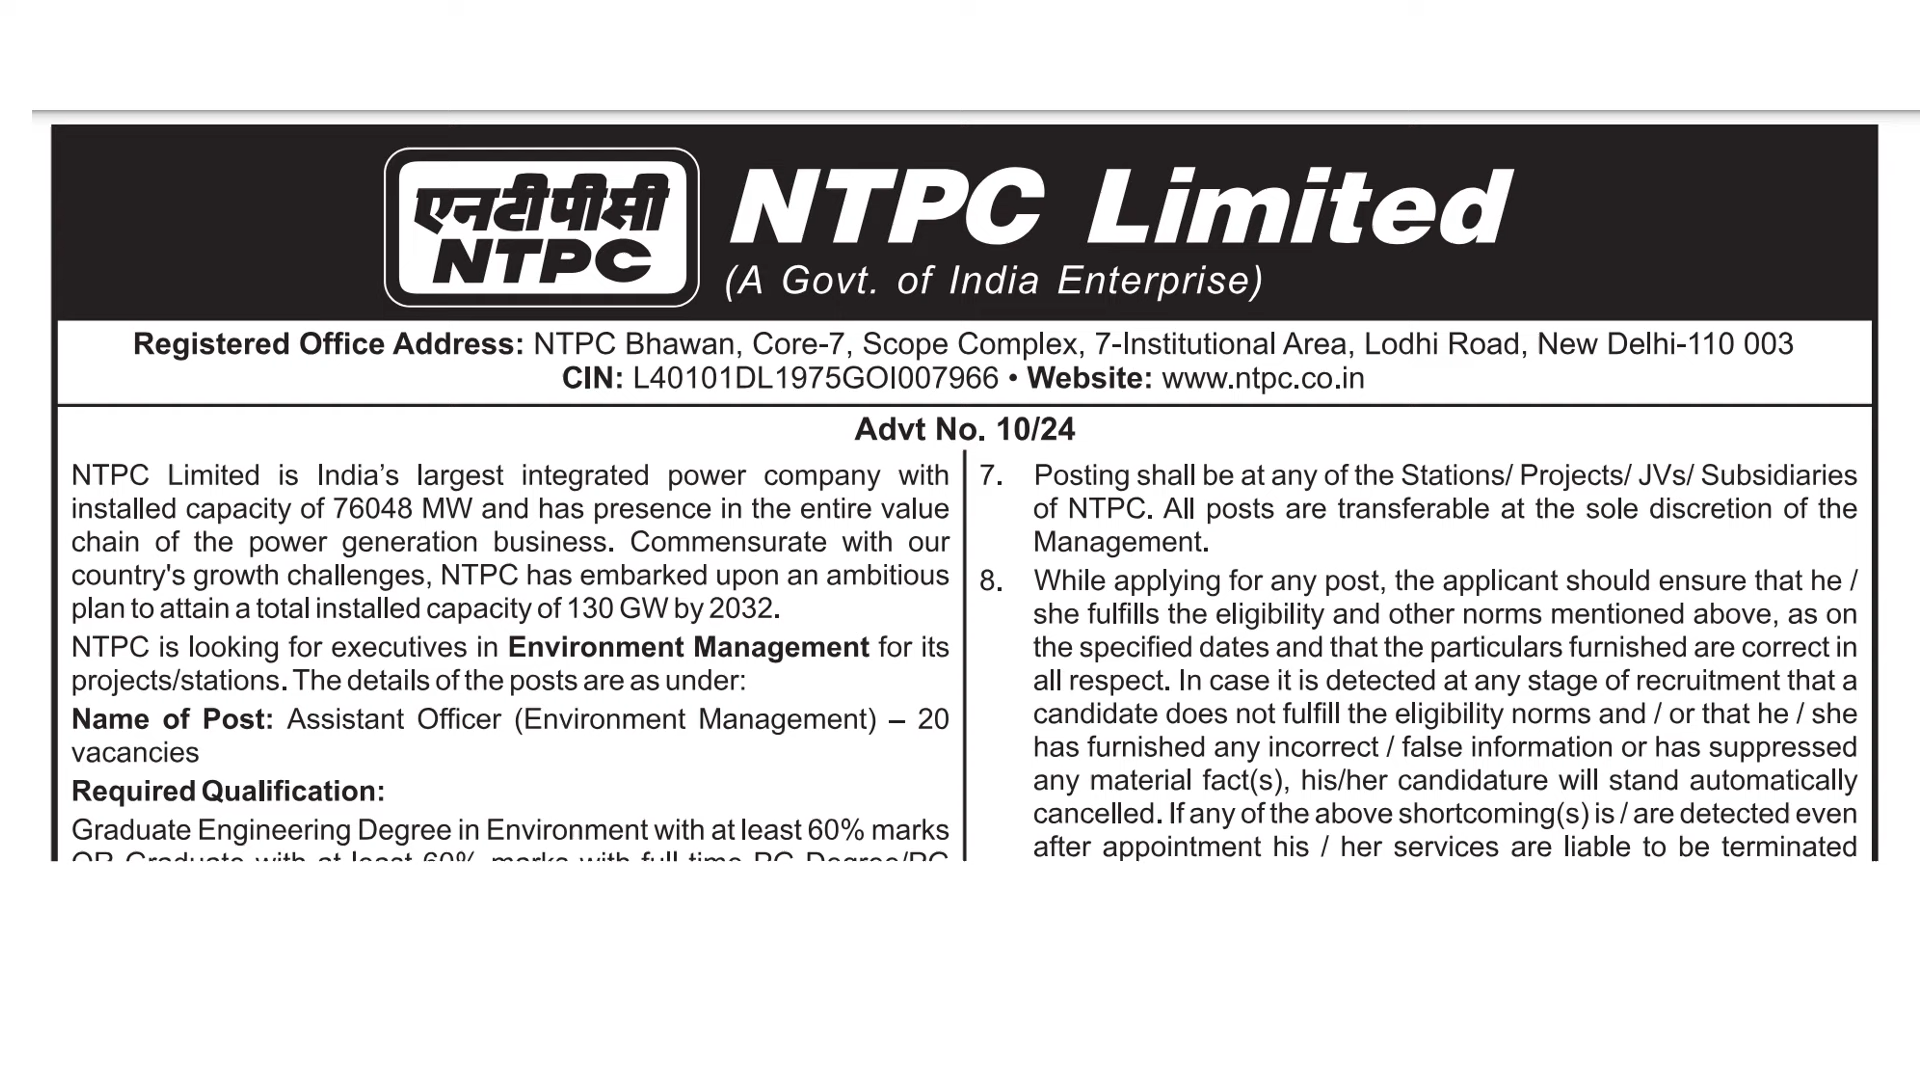 एनटीपीसी
NTPC
NTPC Limited
(A Govt. of India Enterprise)
Registered Office Address: NTPC Bhawan, Core-7, Scope Complex, 7-Institutional Area, Lodhi Road, New Delhi-110 003
CIN: L40101DL1975GOI007966 • Website: www.ntpc.co.in
Advt No. 10/24
NTPC Limited is India’s largest integrated power company with
installed capacity of 76048 MW and has presence in the entire value
chain of the power generation business. Commensurate with our
country's growth challenges, NTPC has embarked upon an ambitious
plan to attain a total installed capacity of 130 GW by 2032.
NTPC is looking for executives in Environment Management for its
projects/stations. The details of the posts are as under:
Name of Post: Assistant Officer (Environment Management) – 20
vacancies
Required Qualification:
Graduate Engineering Degree in Environment with at least 60% marks
OR Graduate with at least 60% marks with full time PG Degree/PG
7. Posting shall be at any of the Stations/ Projects/ JVs/ Subsidiaries
of NTPC. All posts are transferable at the sole discretion of the
Management.
8. While applying for any post, the applicant should ensure that he /
she fulfills the eligibility and other norms mentioned above, as on
the specified dates and that the particulars furnished are correct in
all respect. In case it is detected at any stage of recruitment that a
candidate does not fulfill the eligibility norms and / or that he / she
has furnished any incorrect / false information or has suppressed
any material fact(s), his/her candidature will stand automatically
cancelled. If any of the above shortcoming(s) is / are detected even
after appointment his / her services are liable to be terminated